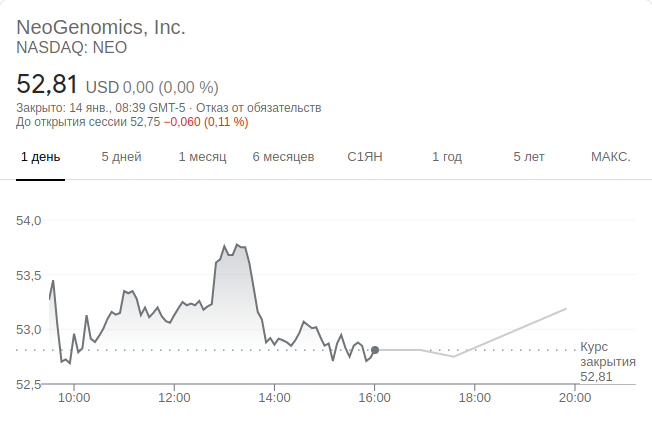 NeoGenomics, Inc.
NASDAQ: NEO
52,81 USD 0,00 (0,00 %)
Закрыто: 14 янв., 08:39 GMT-5 · Отказ от обязательств
До открытия сессии 52,75 −0,060 (0,11 %)
1 день 5 дней 1 месяц 6 месяцев С1ЯН 1 год 5 лет МАКС.
54,0
53,5
53,0
Курс
закрытия
52,81
52,5
10:00 12:00 14:00 16:00 18:00 20:00